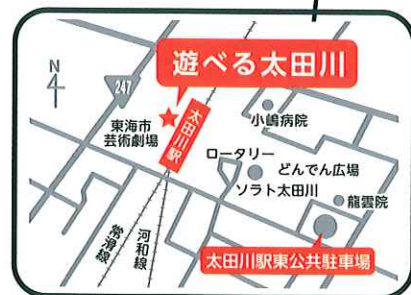 N
247
遊べる太田川
東海市
芸術劇場
太田川駅
小嶋病院
ロータリー
どんでん広場
ソラト太田川
龍雲院
常滑線
河和線
太田川駅東公共駐車場